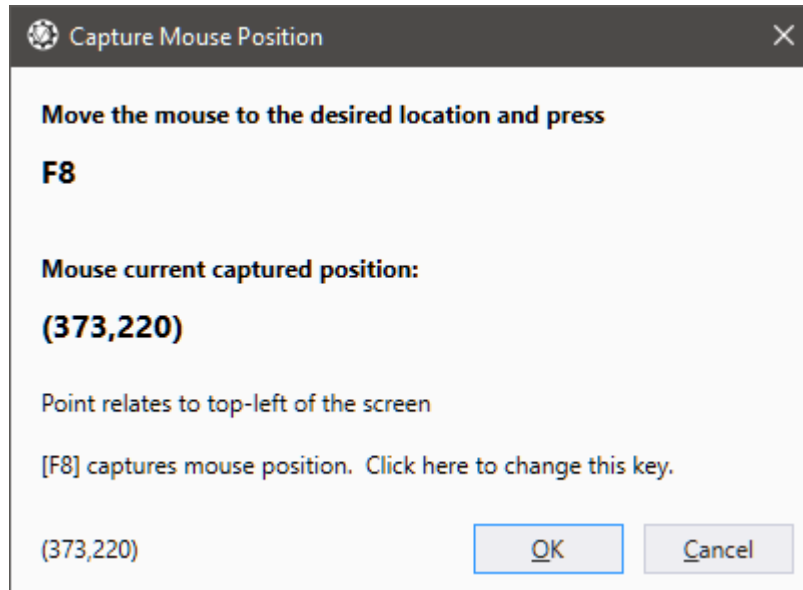 Capture Mouse Position
Move the mouse to the desired location and press
F8
Mouse current captured position:
(373,220)
Point relates to top-left of the screen
[F8] captures mouse position.  Click here to change this key.
(373,220)
OK
Cancel